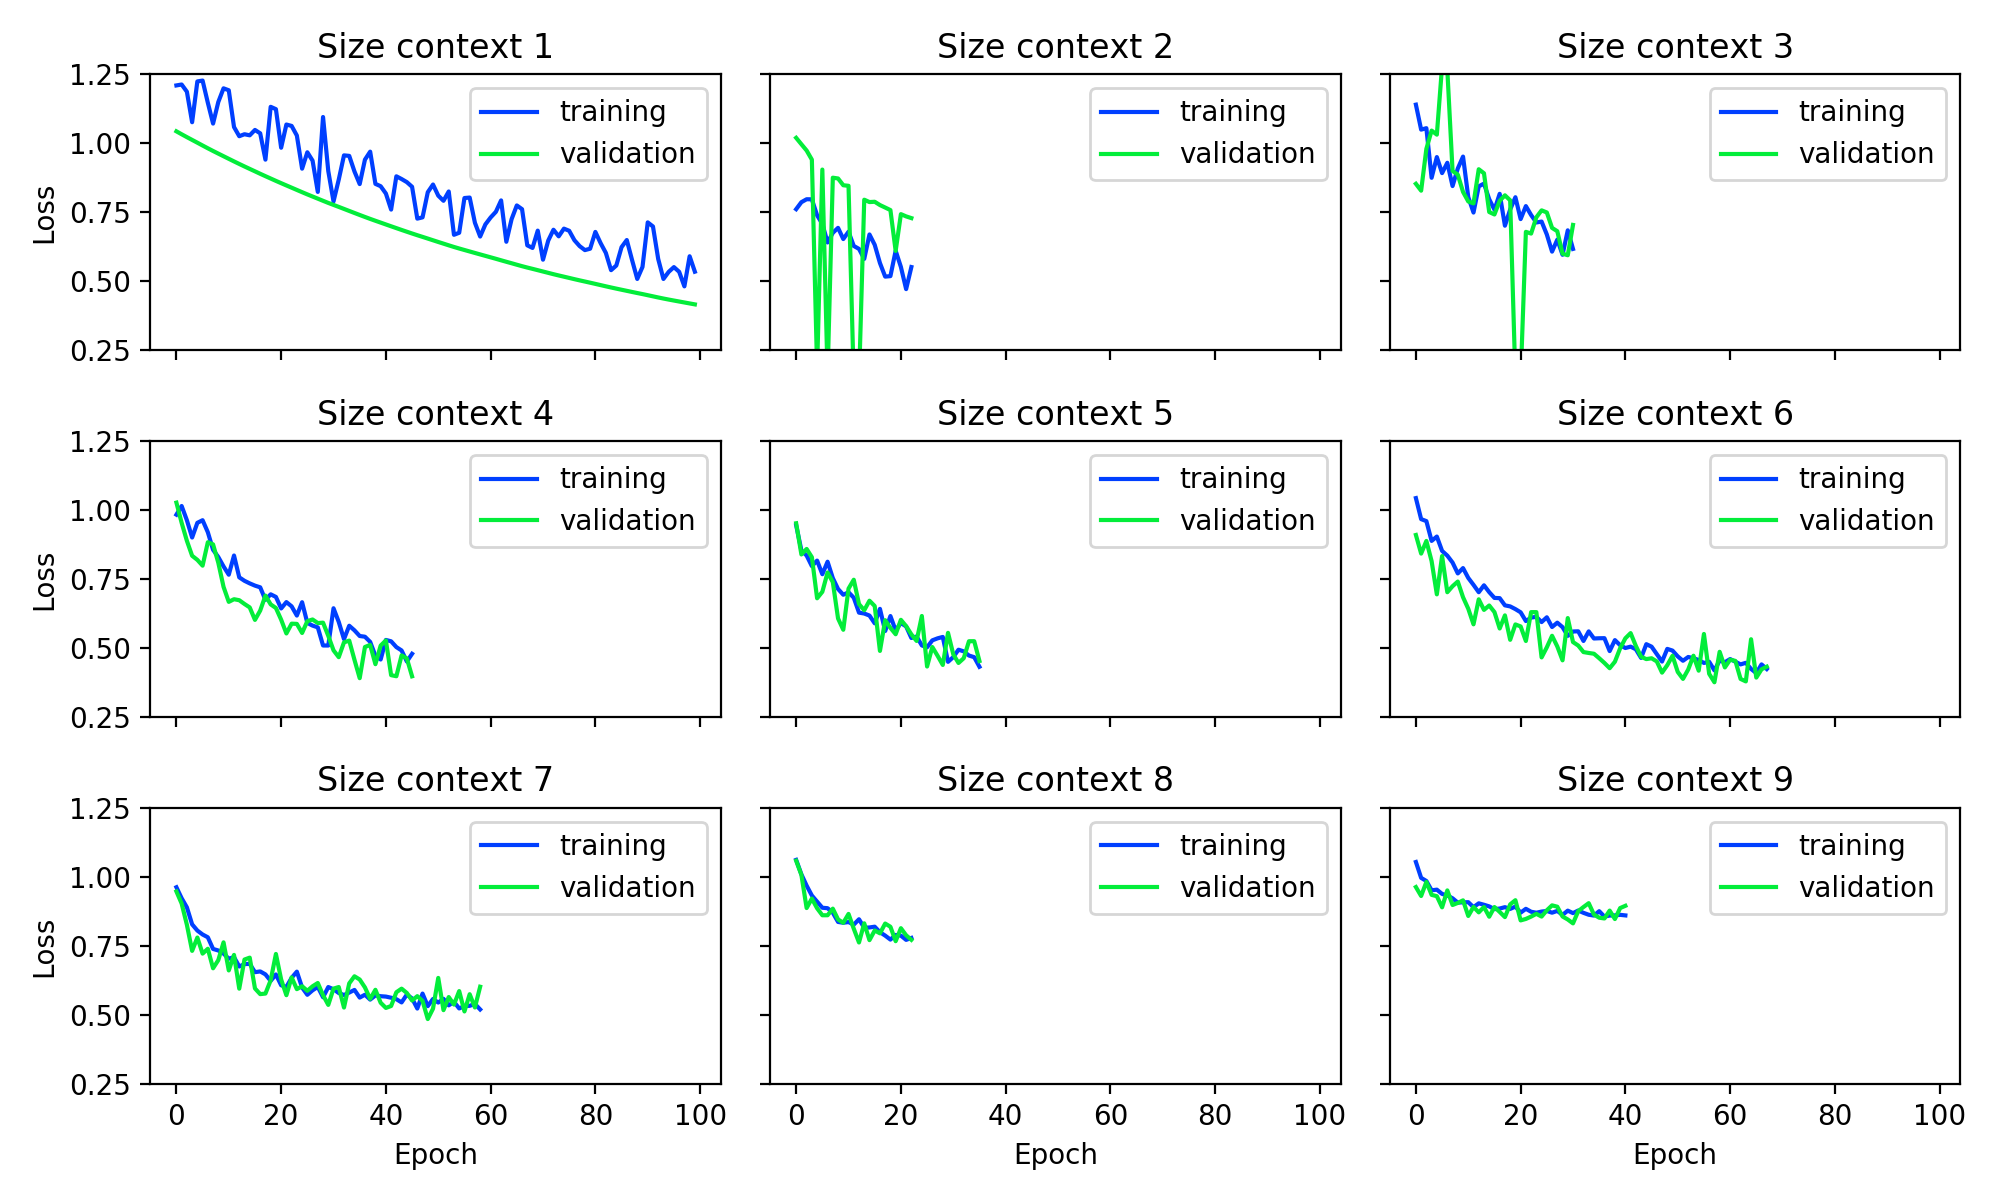 Size context 1
Size context 2
Size context 3
1.25
1.00
0.75
0.50
0.25
Loss
training
validation
training
validation
training
validation
Size context 4
Size context 5
Size context 6
1.25
1.00
0.75
0.50
0.25
Loss
training
validation
training
validation
training
validation
Size context 7
Size context 8
Size context 9
1.25
1.00
0.75
0.50
0.25
Loss
training
validation
training
validation
training
validation
0 20 40 60 80 100
0 20 40 60 80 100
0 20 40 60 80 100
Epoch
Epoch
Epoch